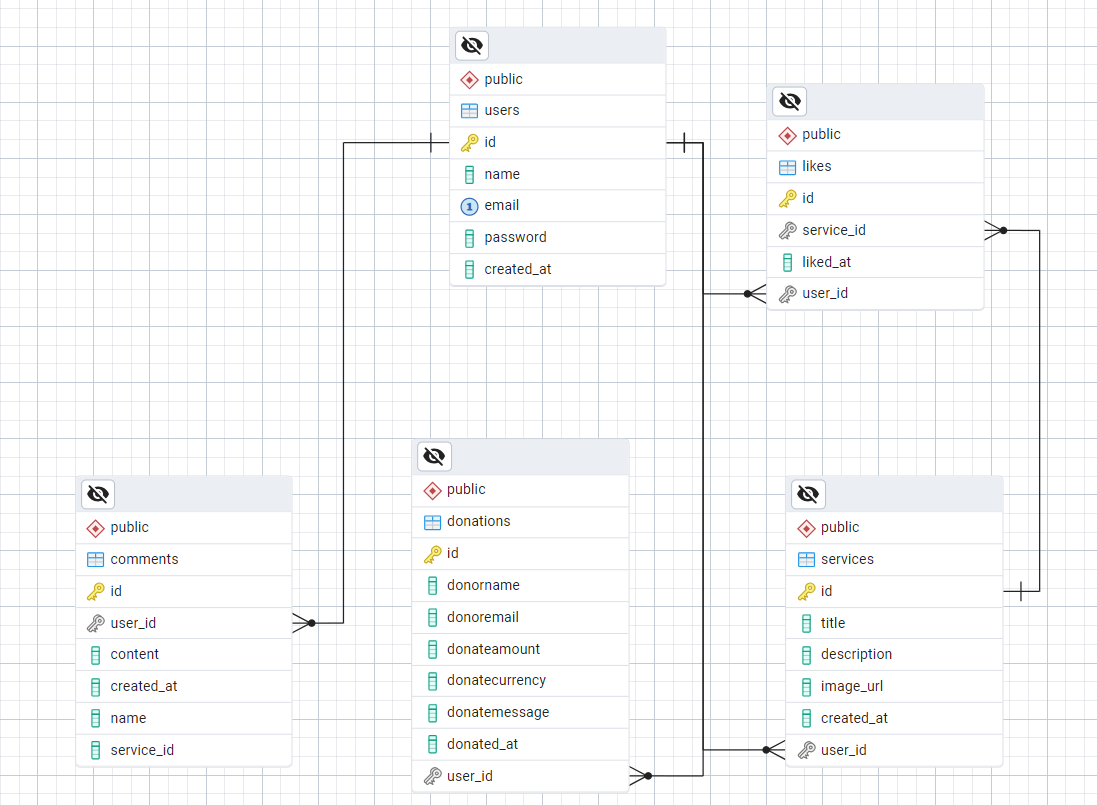 public
users
id
name
email
password
created_at
public
likes
id
service_id
liked_at
user_id
public
comments
id
user_id
content
created_at
name
service_id
public
donations
id
donorname
donoremail
donateamount
donatecurrency
donatemessage
donated_at
user_id
public
services
id
title
description
image_url
created_at
user_id